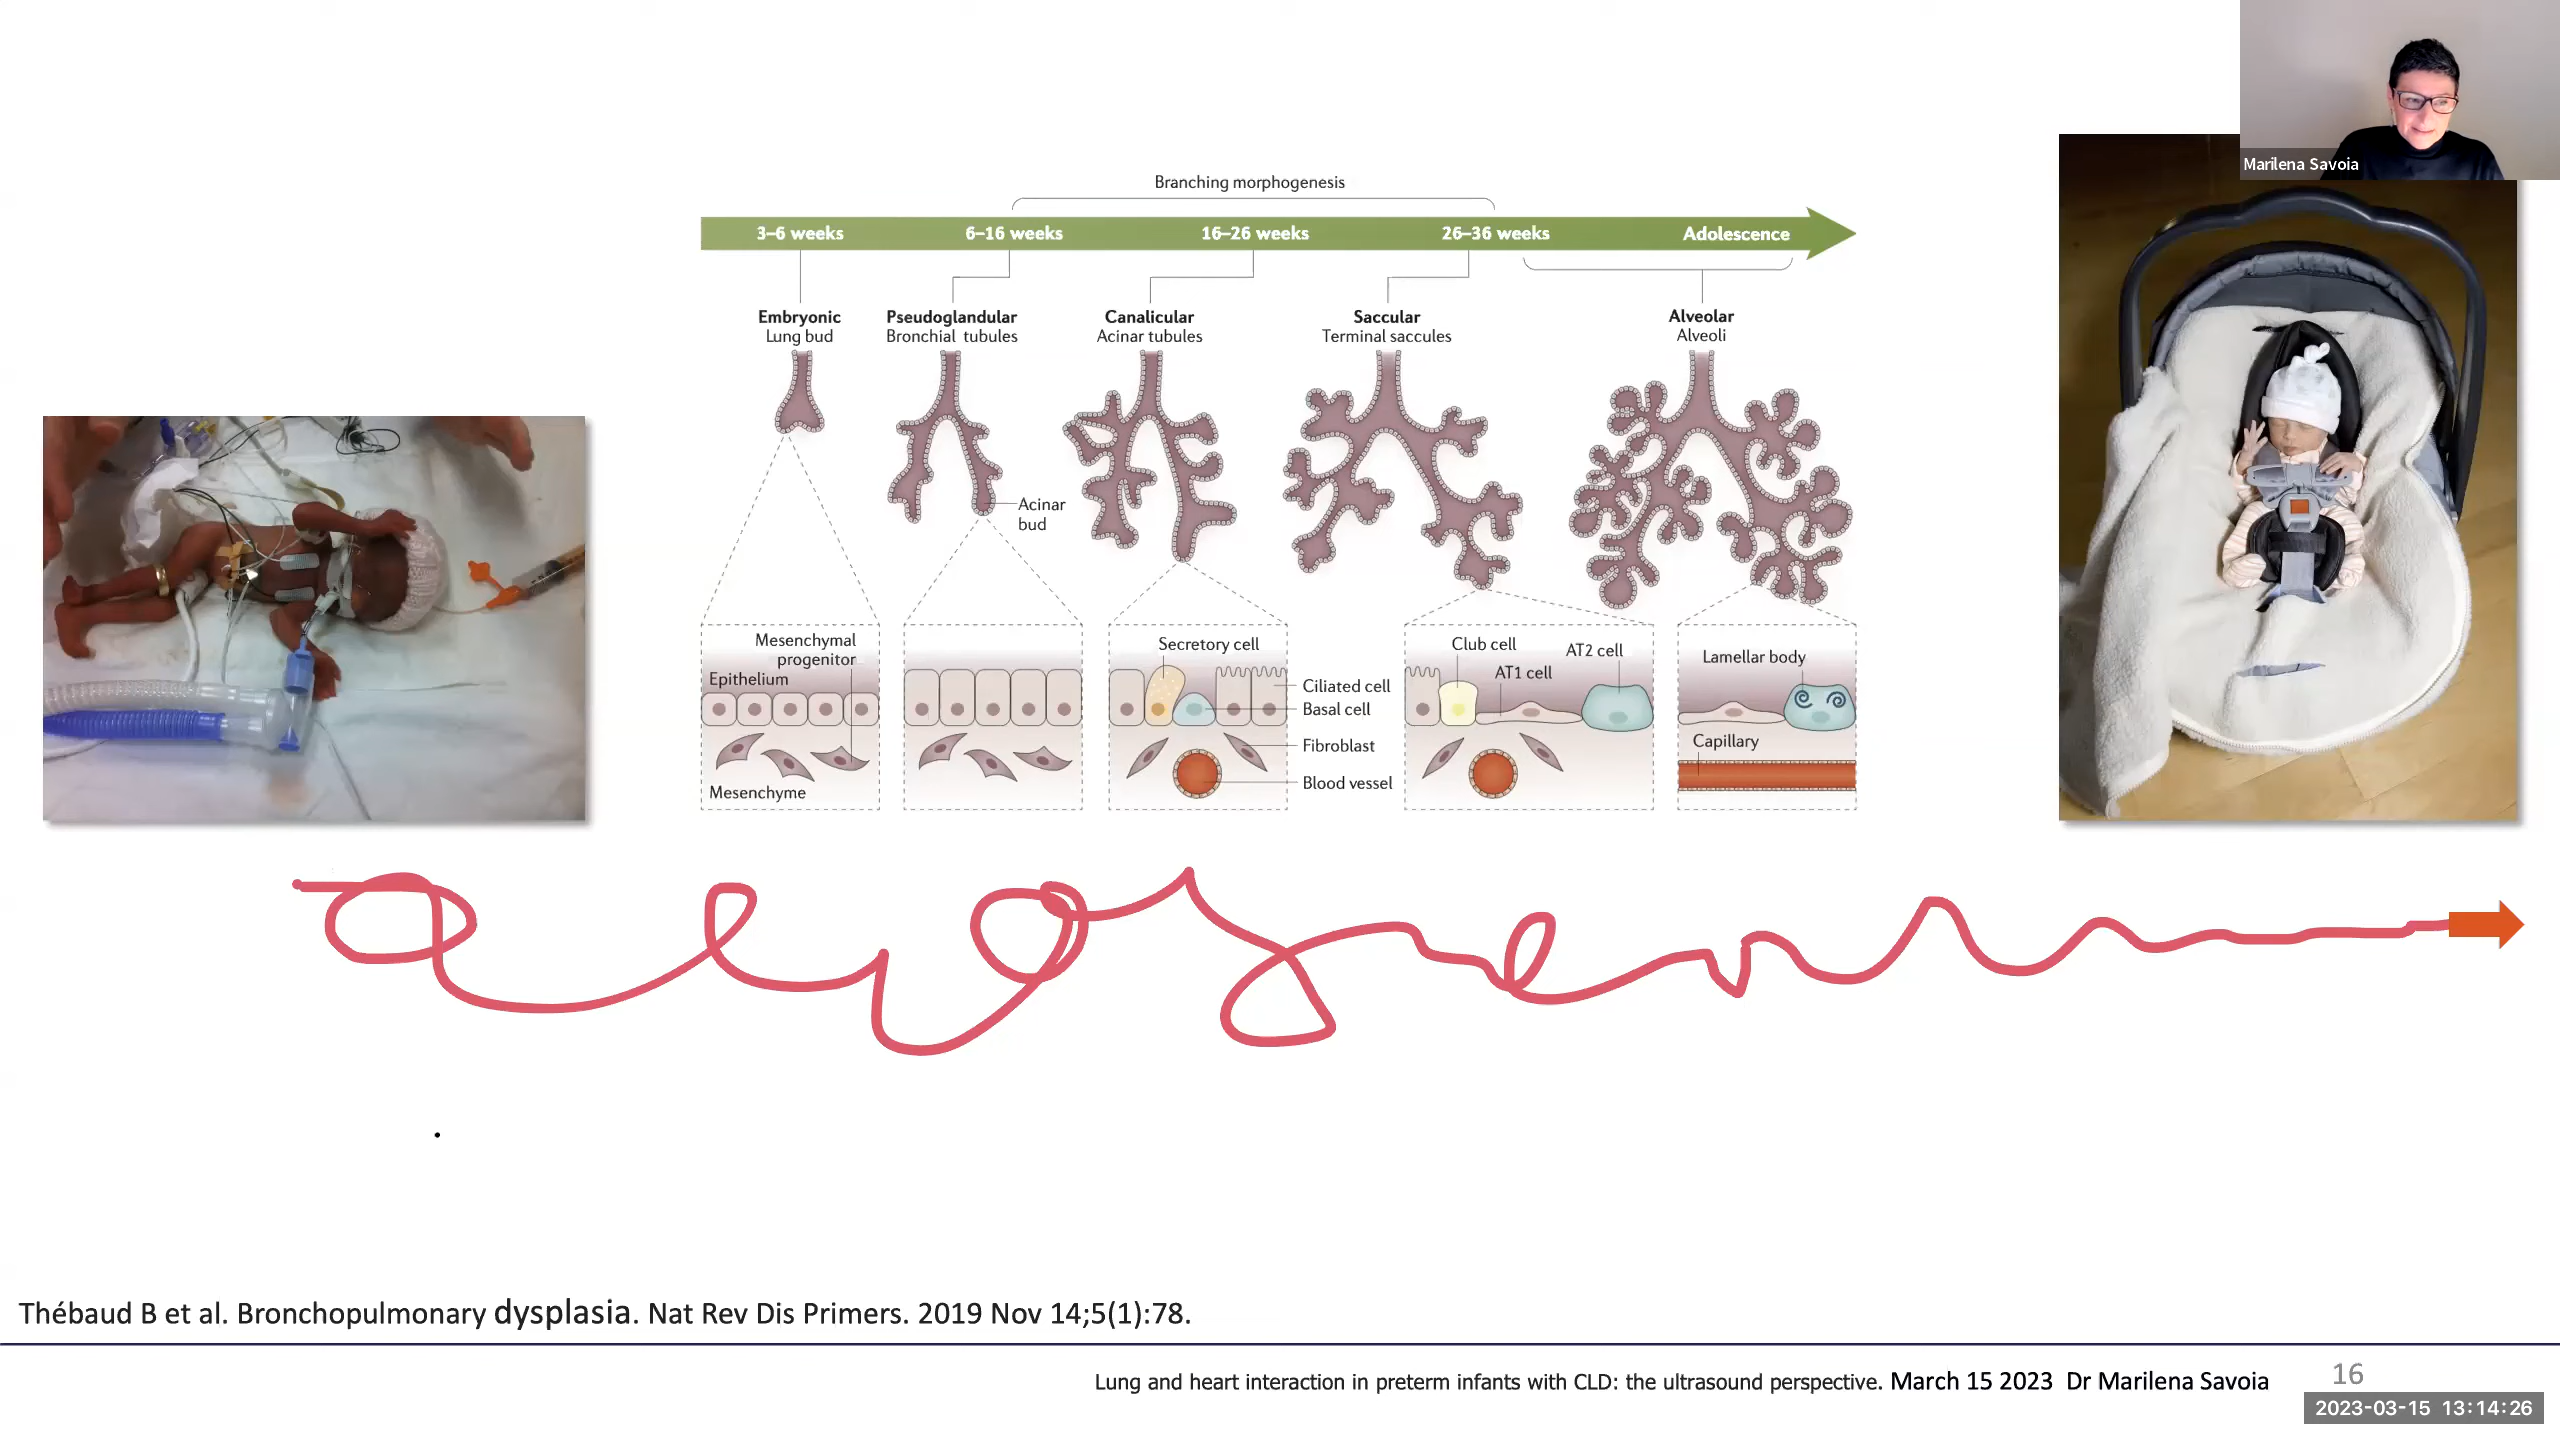 Marilena Savoia
Branching morphogenesis
3–6 weeks 6–16 weeks 16–26 weeks 26–36 weeks Adolescence
Embryonic
Lung bud
Pseudoglandular
Bronchial tubules
Canalicular
Acinar tubules
Saccular
Terminal saccules
Alveolar
Alveoli
Acinar
bud
Mesenchymal
progenitor
Epithelium
Mesenchyme
Secretory cell
Ciliated cell
Basal cell
Fibroblast
Blood vessel
Club cell
AT1 cell
AT2 cell
Lamellar body
Capillary
Thébaud B et al. Bronchopulmonary dysplasia. Nat Rev Dis Primers. 2019 Nov 14;5(1):78.
Lung and heart interaction in preterm infants with CLD: the ultrasound perspective. March 15 2023 Dr Marilena Savoia
16
2023-03-15 13:14:26